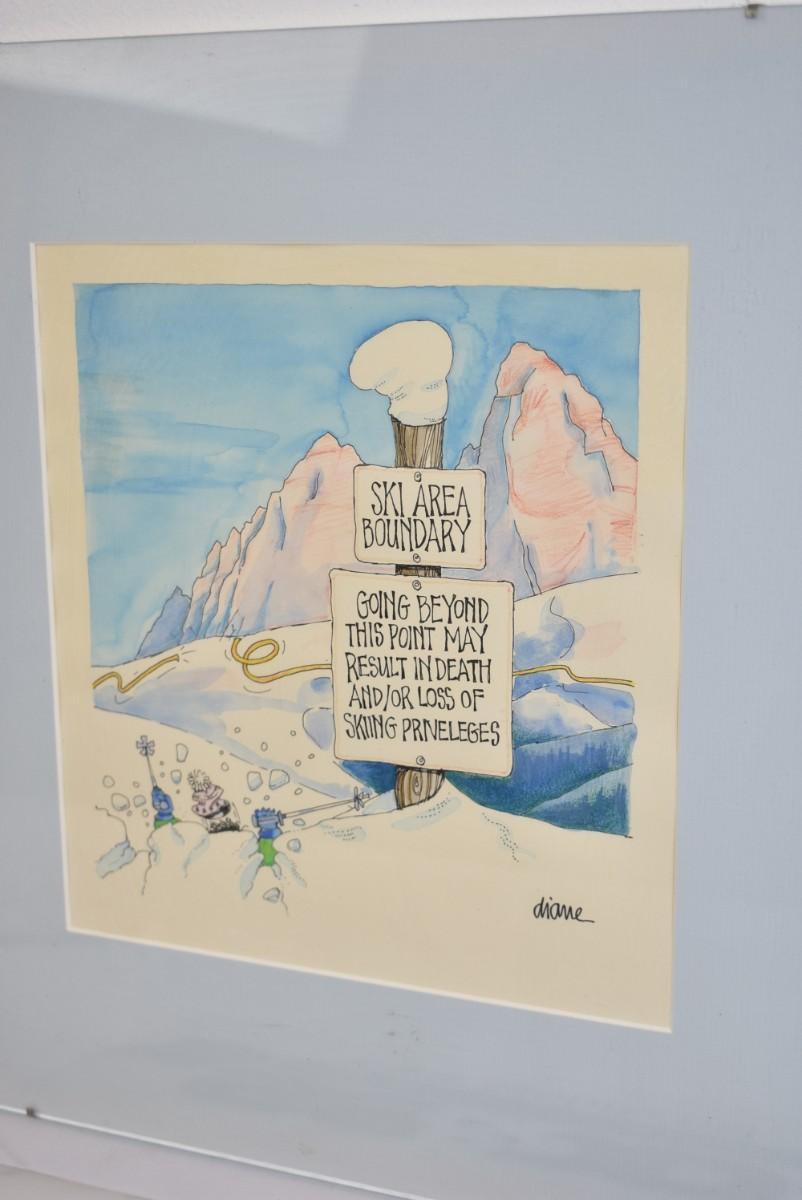 SKI AREA
BOUNDARY
GOING BEYOND
THIS POINT MAY
RESULT IN DEATH
AND/OR LOSS OF
SKIING PRIVELEGES
diane